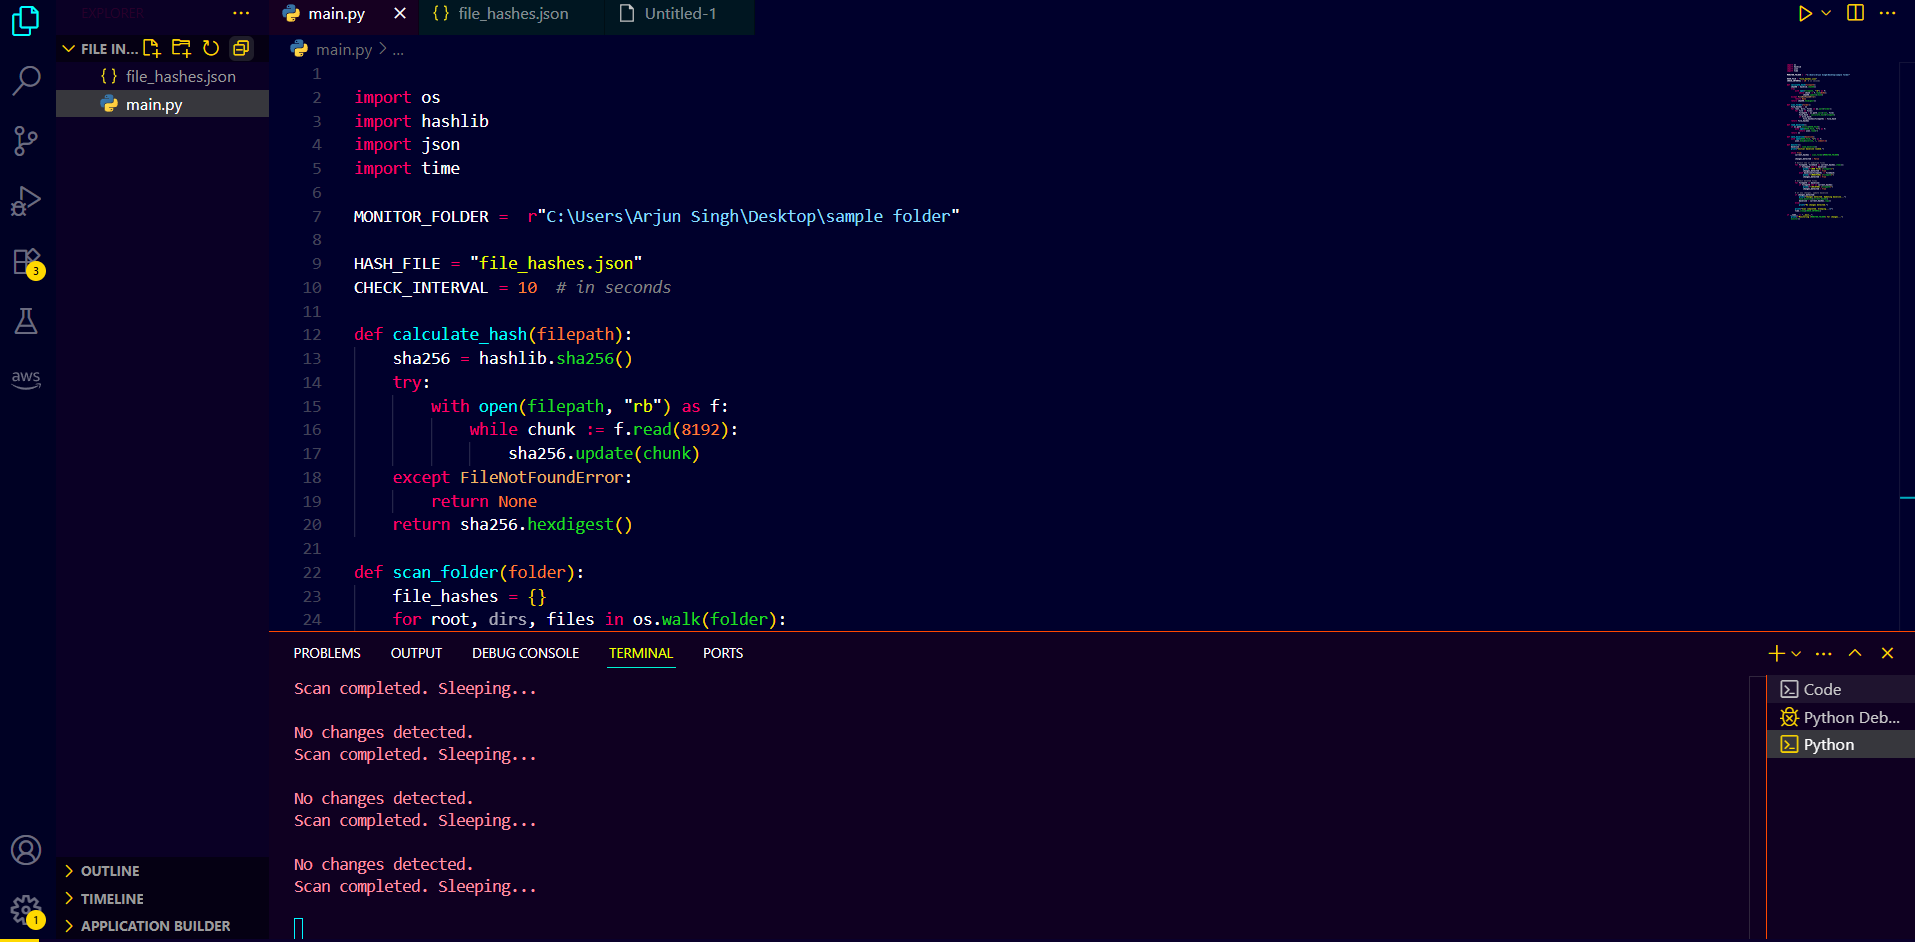 EXPLORER
FILE IN...
file_hashes.json
main.py
aws
3
1
OUTLINE
TIMELINE
APPLICATION BUILDER
main.py
{} file_hashes.json
Untitled-1
main.py > ...
1
2 import os
3 import hashlib
4 import json
5 import time
6
7 MONITOR_FOLDER =  r"C:\Users\Arjun Singh\Desktop\sample folder"
8
9 HASH_FILE = "file_hashes.json"
10 CHECK_INTERVAL = 10  # in seconds
11
12 def calculate_hash(filepath):
13     sha256 = hashlib.sha256()
14     try:
15         with open(filepath, "rb") as f:
16             while chunk := f.read(8192):
17                 sha256.update(chunk)
18     except FileNotFoundError:
19         return None
20     return sha256.hexdigest()
21
22 def scan_folder(folder):
23     file_hashes = {}
24     for root, dirs, files in os.walk(folder):
PROBLEMS OUTPUT DEBUG CONSOLE TERMINAL PORTS
Scan completed. Sleeping...
No changes detected.
Scan completed. Sleeping...
No changes detected.
Scan completed. Sleeping...
No changes detected.
Scan completed. Sleeping...
Code
Python Deb...
Python